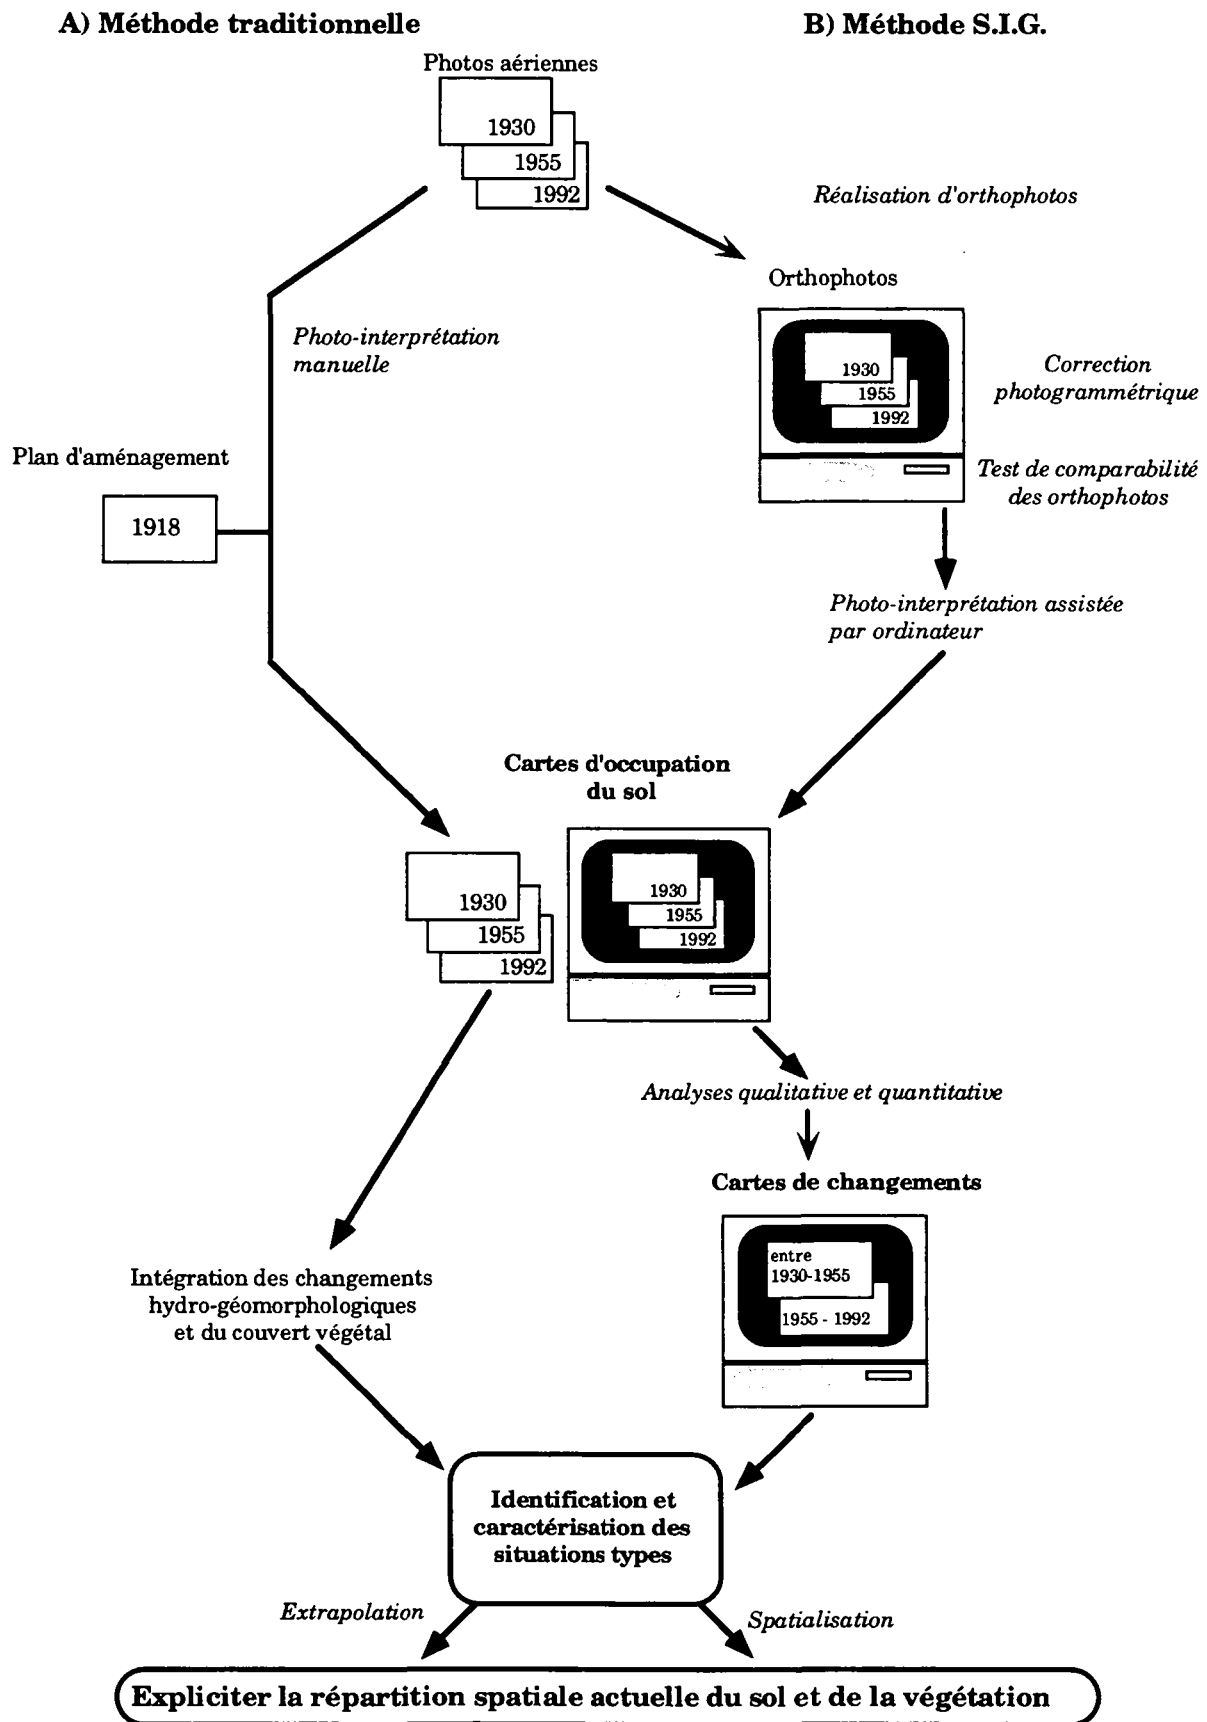 A) Méthode traditionnelle
B) Méthode S.I.G.
Photos aériennes
1930
1955
1992
Réalisation d'orthophotos
Orthophotos
Photo-interprétation
manuelle
1930
1955
1992
Correction
photogrammétrique
Plan d'aménagement
1918
Test de comparabilité
des orthophotos
Photo-interprétation assistée
par ordinateur
Cartes d'occupation
du sol
1930
1955
1992
1930
1955
1992
Analyses qualitative et quantitative
Cartes de changements
entre
1930-1955
1955 - 1992
Intégration des changements
hydro-géomorphologiques
et du couvert végétal
Identification et
caractérisation des
situations types
Extrapolation
Spatialisation
Expliciter la répartition spatiale actuelle du sol et de la végétation